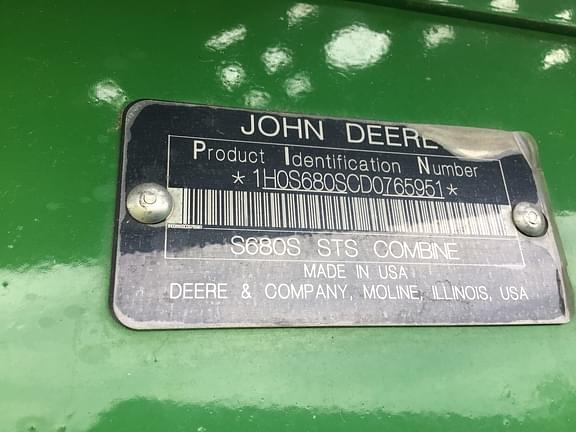 JOHN DEERE
Product Identification Number
*1H0S680SCD0765951*
S680S STS COMBINE
MADE IN USA
DEERE & COMPANY, MOLINE, ILLINOIS, USA